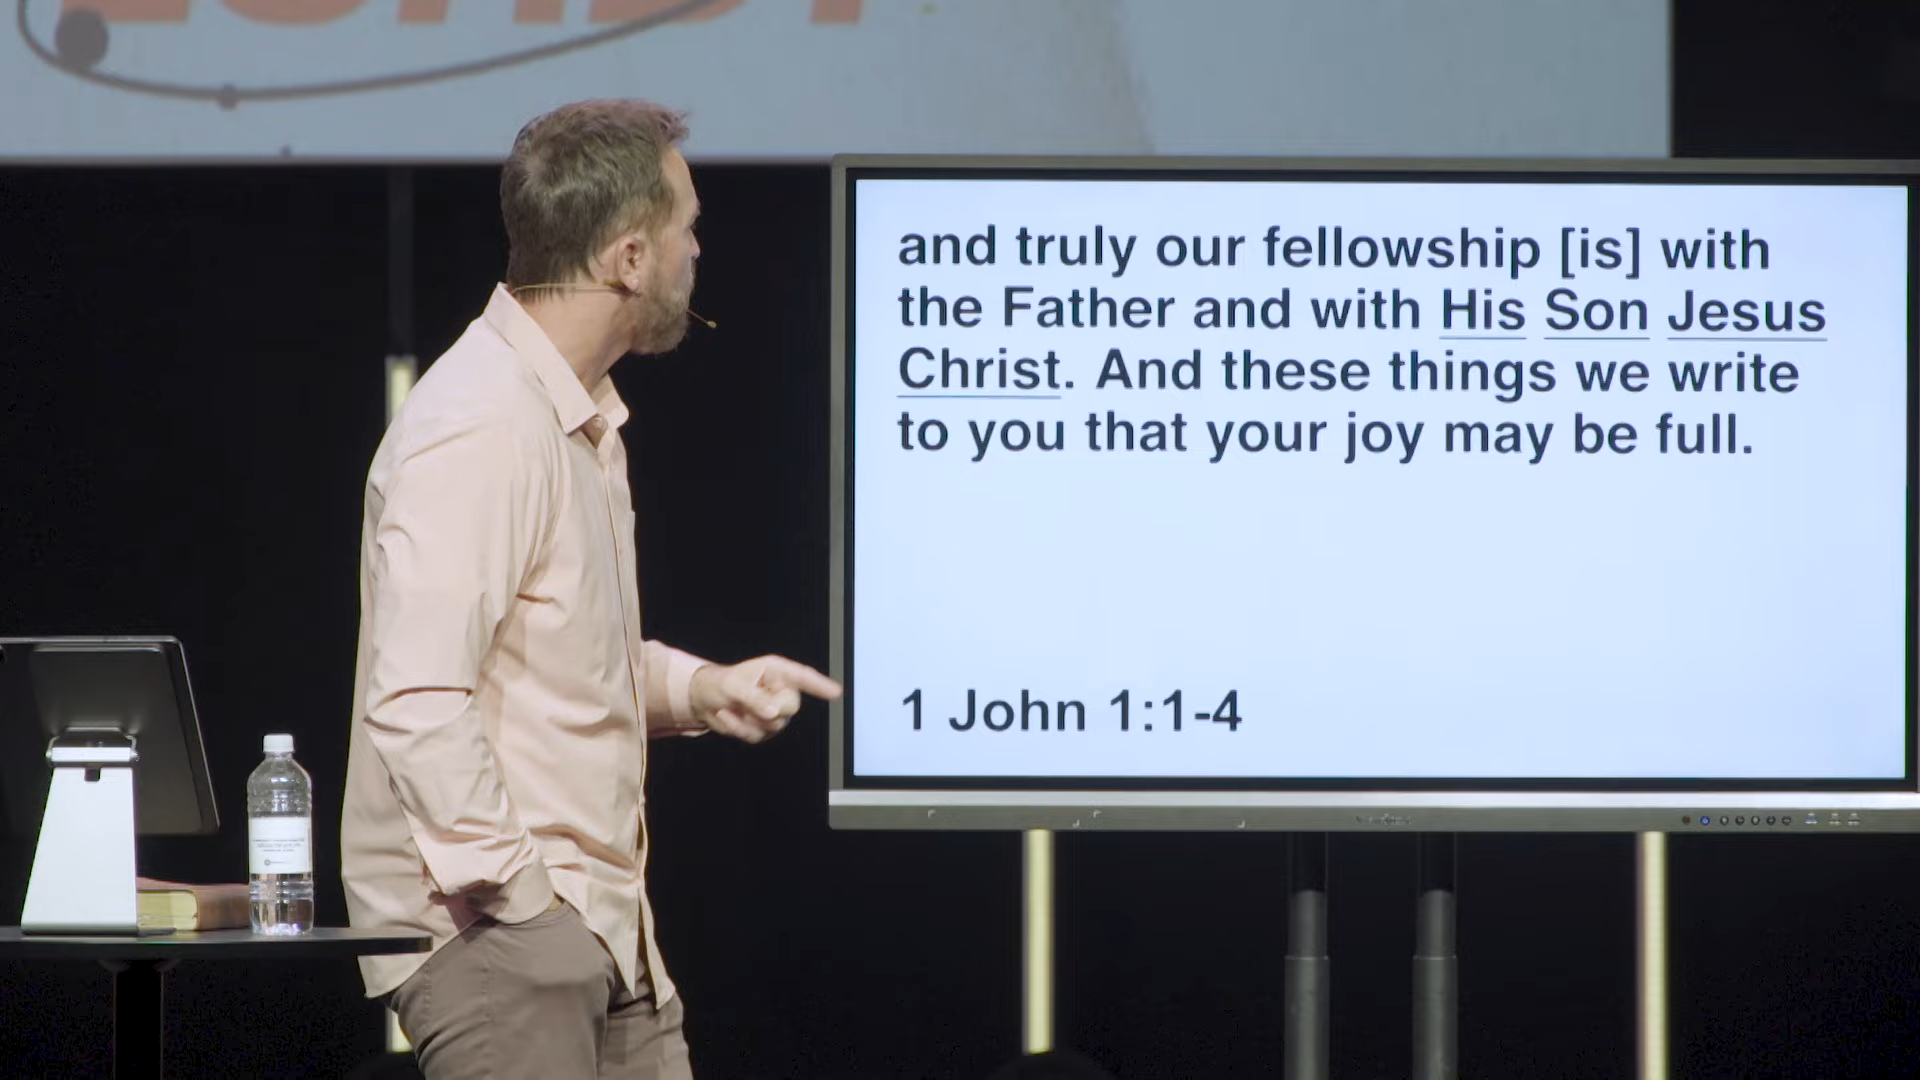 and truly our fellowship [is] with
the Father and with His Son Jesus
Christ. And these things we write
to you that your joy may be full.
1 John 1:1-4